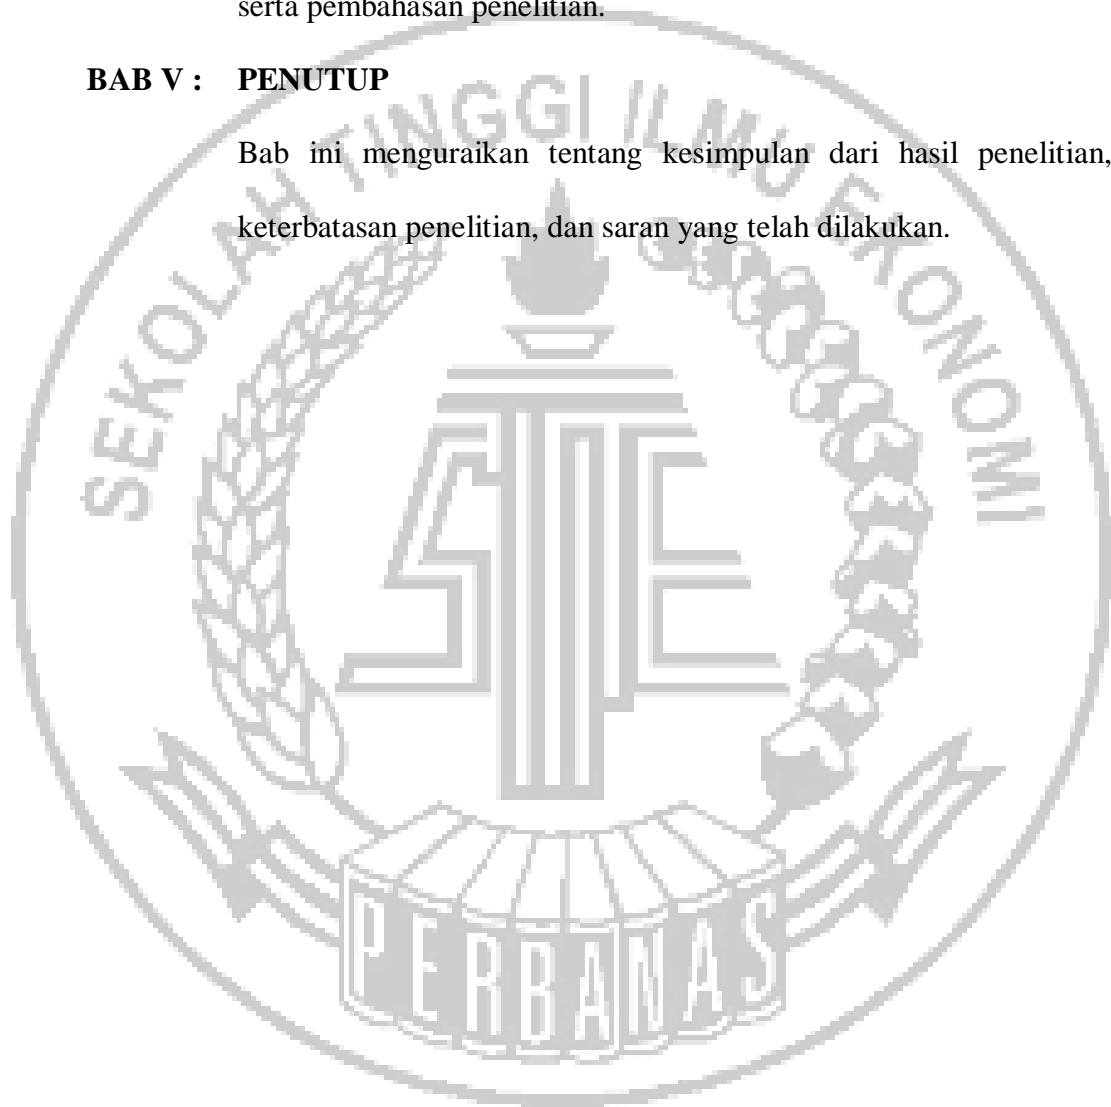 serta pembahasan penelitian.
BAB V : PENUTUP
Bab ini menguraikan tentang kesimpulan dari hasil penelitian,
keterbatasan penelitian, dan saran yang telah dilakukan.
SEKOLAH TINGGI ILMU EKONOMI
STIE
PERBANAS